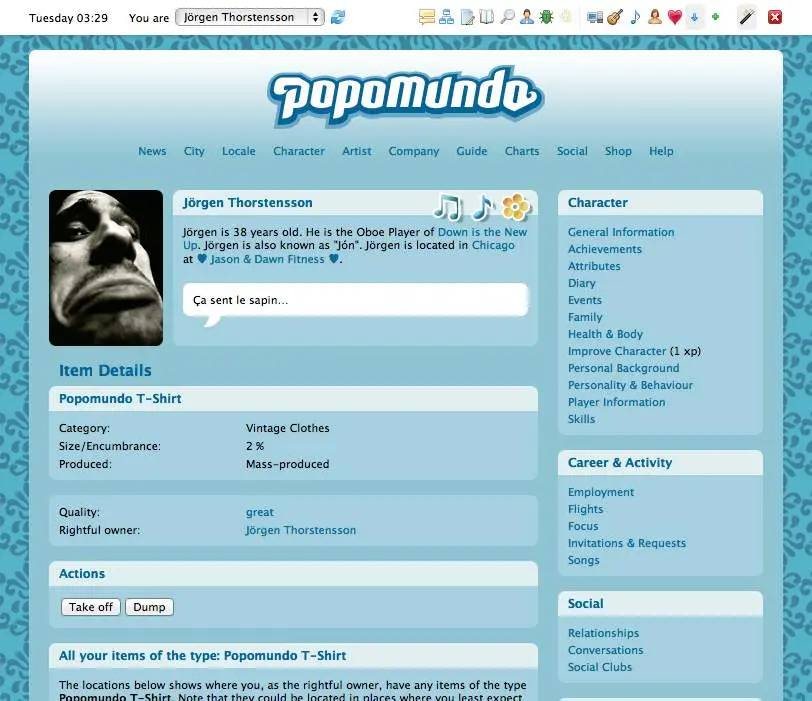 Tuesday 03:29 You are Jörgen Thorstensson
popomundo
News City Locale Character Artist Company Guide Charts Social Shop Help
Jörgen Thorstensson
Jörgen is 38 years old. He is the Oboe Player of Down is the New
Up. Jörgen is also known as "Jón". Jörgen is located in Chicago
at ♥ Jason & Dawn Fitness ♥.
Ça sent le sapin...
Item Details
Popomundo T-Shirt
Category: Vintage Clothes
Size/Encumbrance: 2 %
Produced: Mass-produced
Quality: great
Rightful owner: Jörgen Thorstensson
Actions
Take off Dump
All your items of the type: Popomundo T-Shirt
The locations below shows where you, as the rightful owner, have any items of the type
Popomundo T-Shirt. Note that they could be located in places where you least expect
Character
General Information
Achievements
Attributes
Diary
Events
Family
Health & Body
Improve Character (1 xp)
Personal Background
Personality & Behaviour
Player Information
Skills
Career & Activity
Employment
Flights
Focus
Invitations & Requests
Songs
Social
Relationships
Conversations
Social Clubs